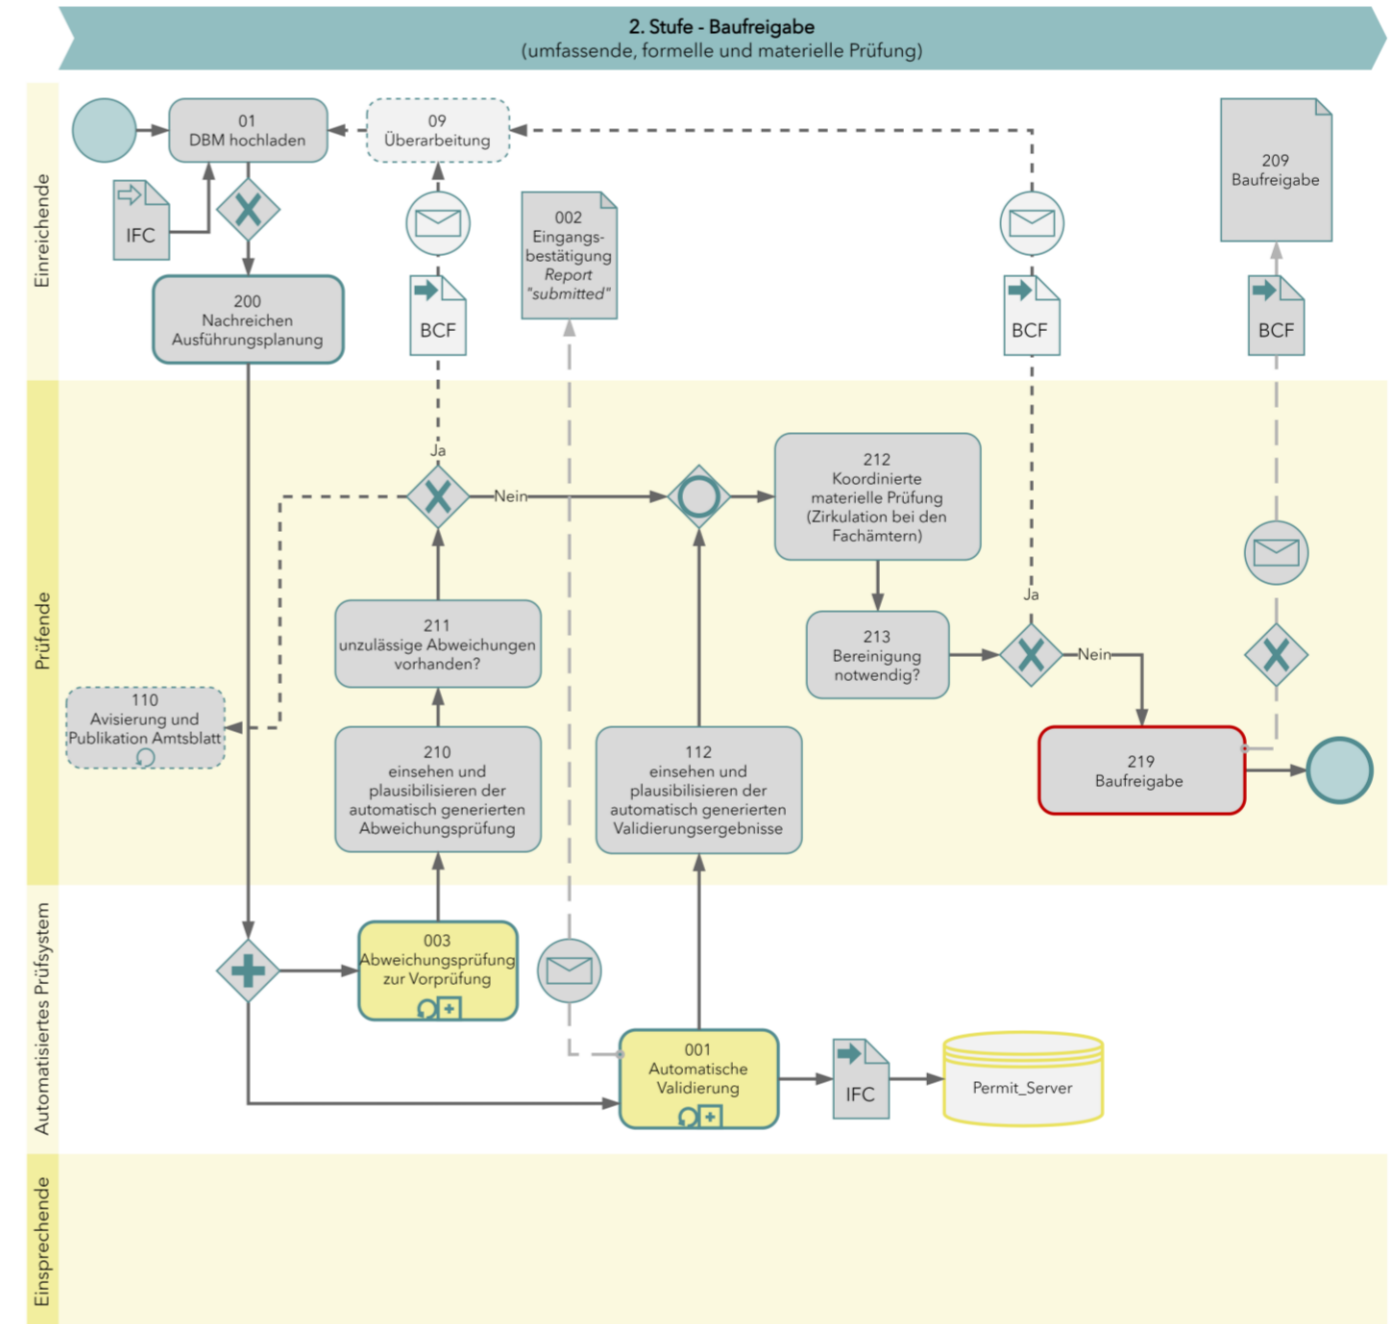 2. Stufe - Baufreigabe
(umfassende, formelle und materielle Prüfung)
Einreichende
01
DBM hochladen
09
Überarbeitung
IFC
200
Nachreichen
Ausführungsplanung
BCF
002
Eingangs-
bestätigung
Report
"submitted"
BCF
209
Baufreigabe
BCF
Prüfende
Ja
Nein
212
Koordinierte
materielle Prüfung
(Zirkulation bei den
Fachämtern)
Ja
211
unzulässige Abweichungen
vorhanden?
213
Bereinigung
notwendig?
Nein
110
Avisierung und
Publikation Amtsblatt
210
einsehen und
plausibilisieren der
automatisch generierten
Abweichungsprüfung
112
einsehen und
plausibilisieren der
automatisch generierten
Validierungsergebnisse
219
Baufreigabe
Automatisiertes Prüfsystem
003
Abweichungsprüfung
zur Vorprüfung
001
Automatische
Validierung
IFC
Permit_Server
Einsprechende